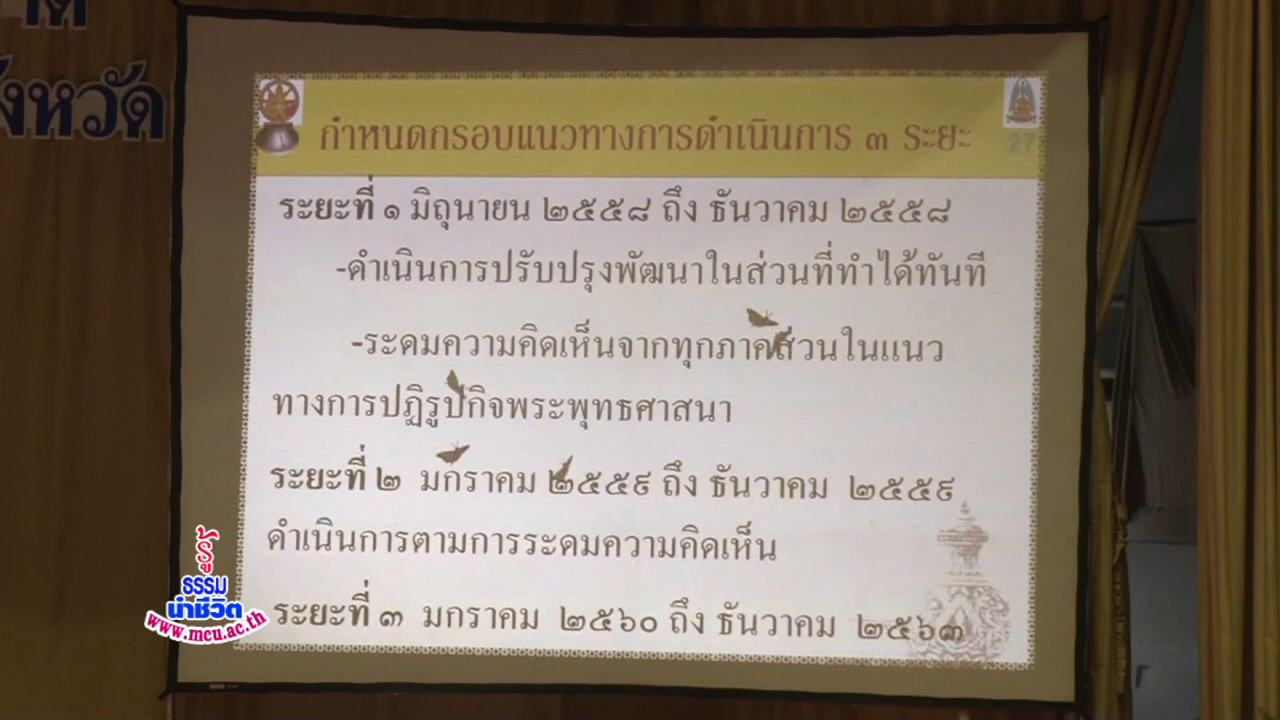 งหวัด
กำหนดกรอบแนวทางการดำเนินการ ๓ ระยะ
27
ระยะที่ ๑ มิถุนายน ๒๕๕๘ ถึง ธันวาคม ๒๕๕๘
-ดำเนินการปรับปรุงพัฒนาในส่วนที่ทำได้ทันที
-ระดมความคิดเห็นจากทุกภาคส่วนในแนว
ทางการปฏิรูปกิจพระพุทธศาสนา
ระยะที่ ๒ มกราคม ๒๕๕๙ ถึง ธันวาคม ๒๕๕๙
ดำเนินการตามการระดมความคิดเห็น
ระยะที่ ๓ มกราคม ๒๕๖๐ ถึง ธันวาคม ๒๕๖๓
รู้
ธรรม
นำชีวิต
www.mcu.ac.th